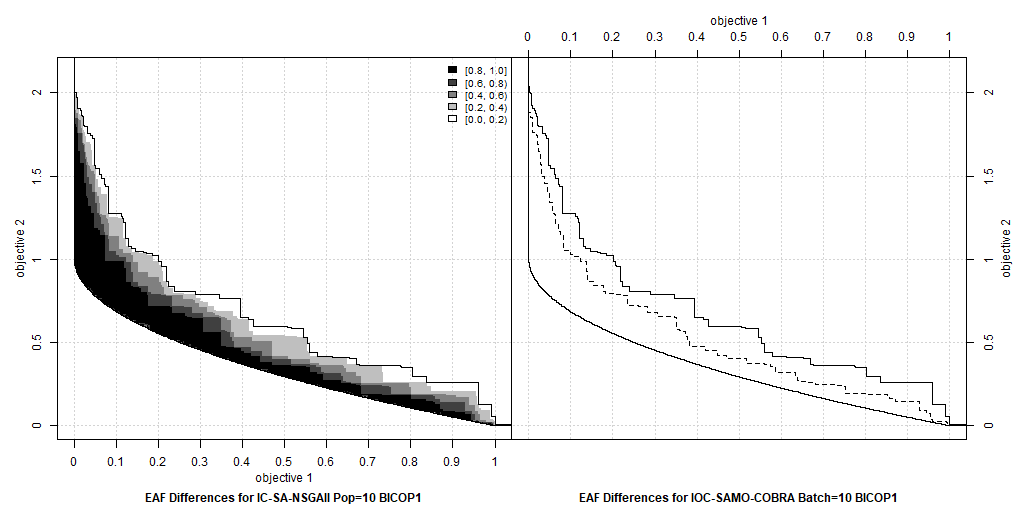 objective 1
0 0.1 0.2 0.3 0.4 0.5 0.6 0.7 0.8 0.9 1
[0.8, 1.0]
[0.6, 0.8)
[0.4, 0.6)
[0.2, 0.4)
[0.0, 0.2)
2
1.5
1
0.5
0
objective 2
2
1.5
1
0.5
0
objective 2
0 0.1 0.2 0.3 0.4 0.5 0.6 0.7 0.8 0.9 1
objective 1
EAF Differences for IC-SA-NSGAII Pop=10 BICOP1
EAF Differences for IOC-SAMO-COBRA Batch=10 BICOP1